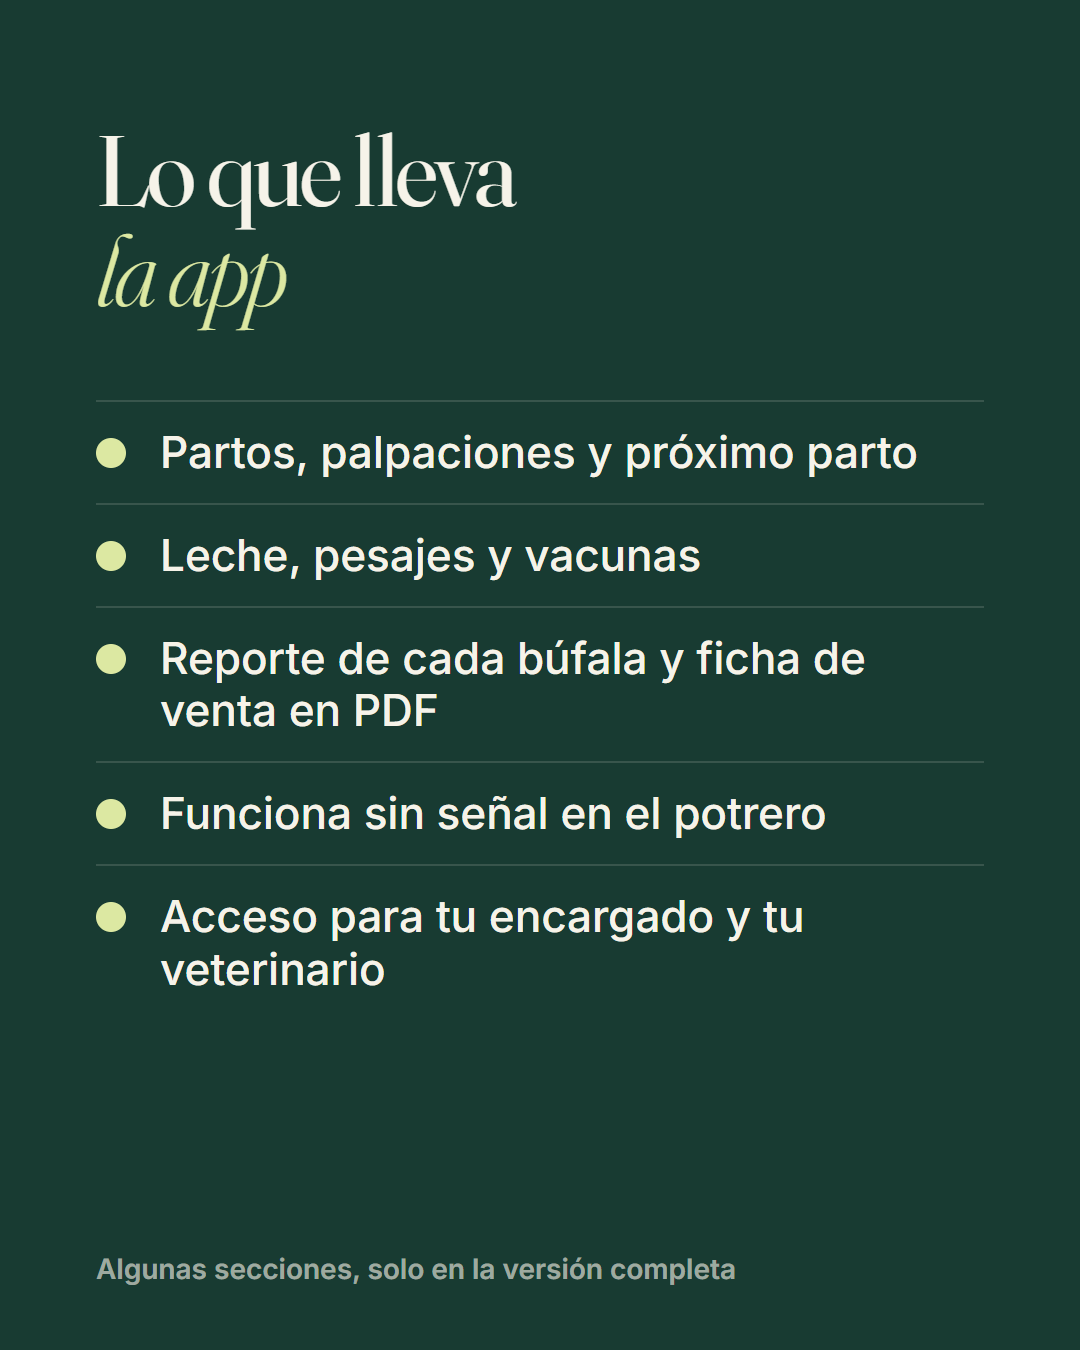 Lo que lleva
la app
Partos, palpaciones y próximo parto
Leche, pesajes y vacunas
Reporte de cada búfala y ficha de
venta en PDF
Funciona sin señal en el potrero
Acceso para tu encargado y tu
veterinario
Algunas secciones, solo en la versión completa